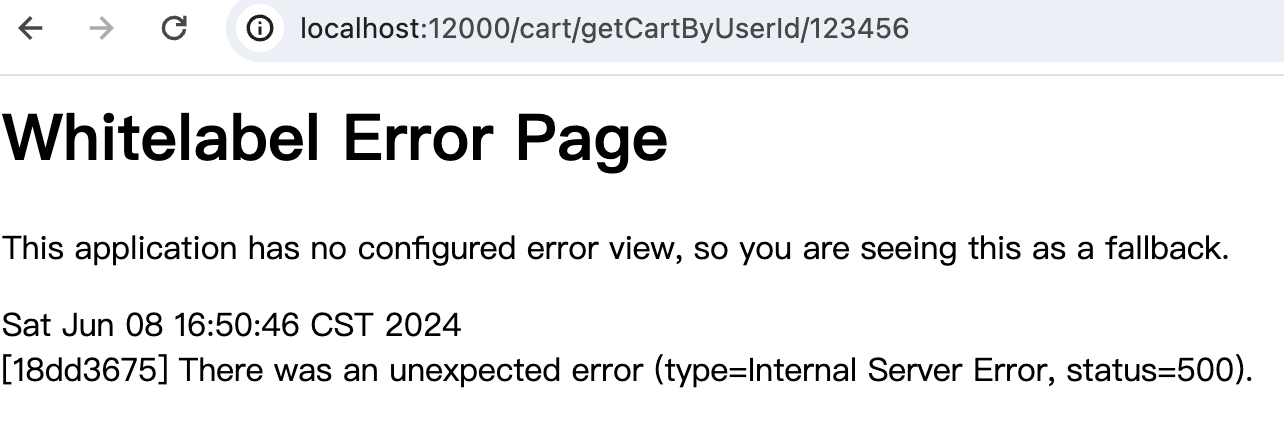 localhost:12000/cart/getCartByUserId/123456
Whitelabel Error Page
This application has no configured error view, so you are seeing this as a fallback.
Sat Jun 08 16:50:46 CST 2024
[18dd3675] There was an unexpected error (type=Internal Server Error, status=500).